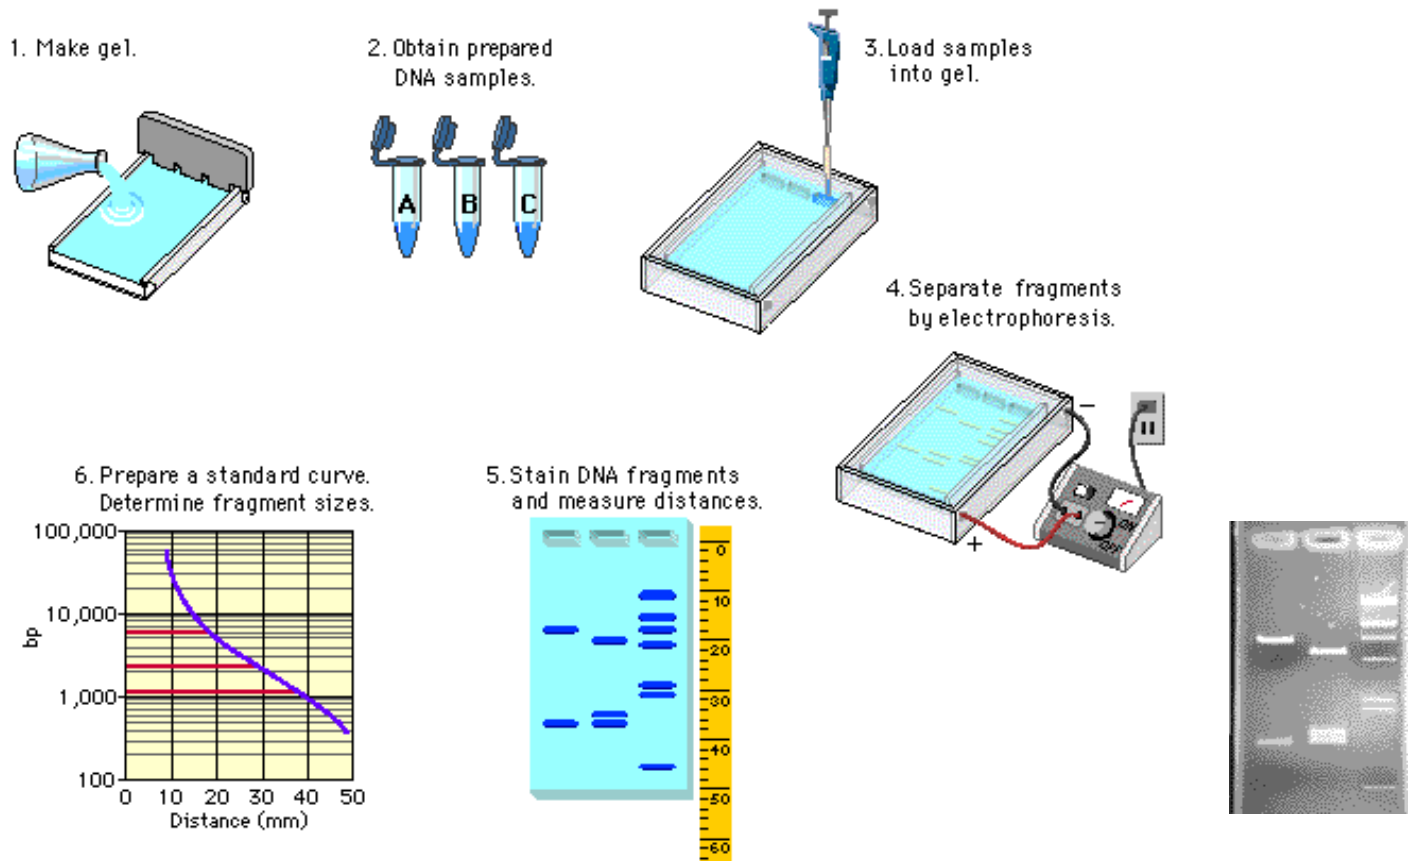 1. Make gel.
2. Obtain prepared
DNA samples.
3. Load samples
into gel.
A B C
4. Separate fragments
by electrophoresis.
−
+
ON
OFF
5. Stain DNA fragments
and measure distances.
0
10
20
30
40
50
60
6. Prepare a standard curve.
Determine fragment sizes.
100,000
10,000
bp
1,000
100
0 10 20 30 40 50
Distance (mm)